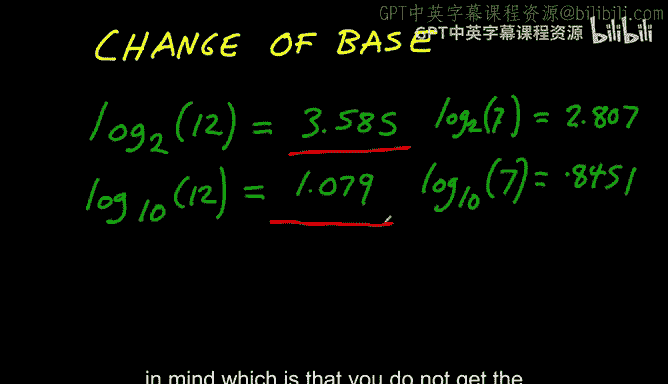 GPT中英字幕课程资源@bilibili.com
CHANGE OF BASE
GPT中英字幕课程资源 bilibili
log₂(12) = 3.585 log₂(7) = 2.807
log₁₀(12) = 1.079 log₁₀(7) = .8451
in mind which is that you do not get the